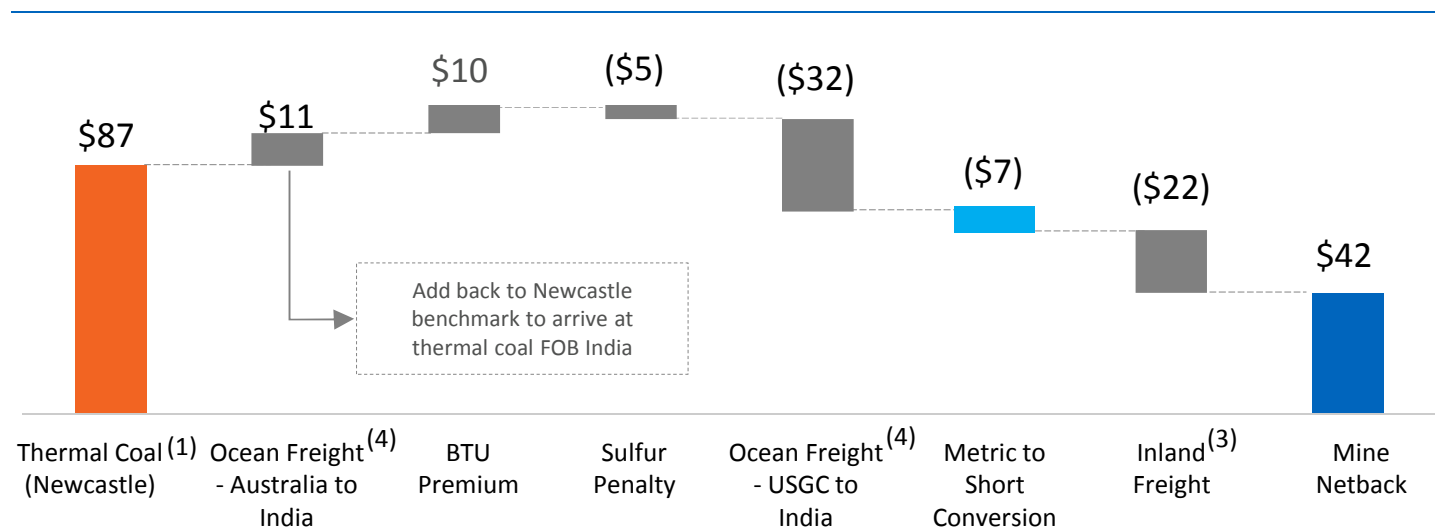 $87
$11
$10
($5)
($32)
($7)
($22)
$42
Add back to Newcastle
benchmark to arrive at
thermal coal FOB India
Thermal Coal (1)
(Newcastle)
Ocean Freight (4)
- Australia to
India
BTU
Premium
Sulfur
Penalty
Ocean Freight (4)
- USGC to
India
Metric to
Short
Conversion
Inland (3)
Freight
Mine
Netback